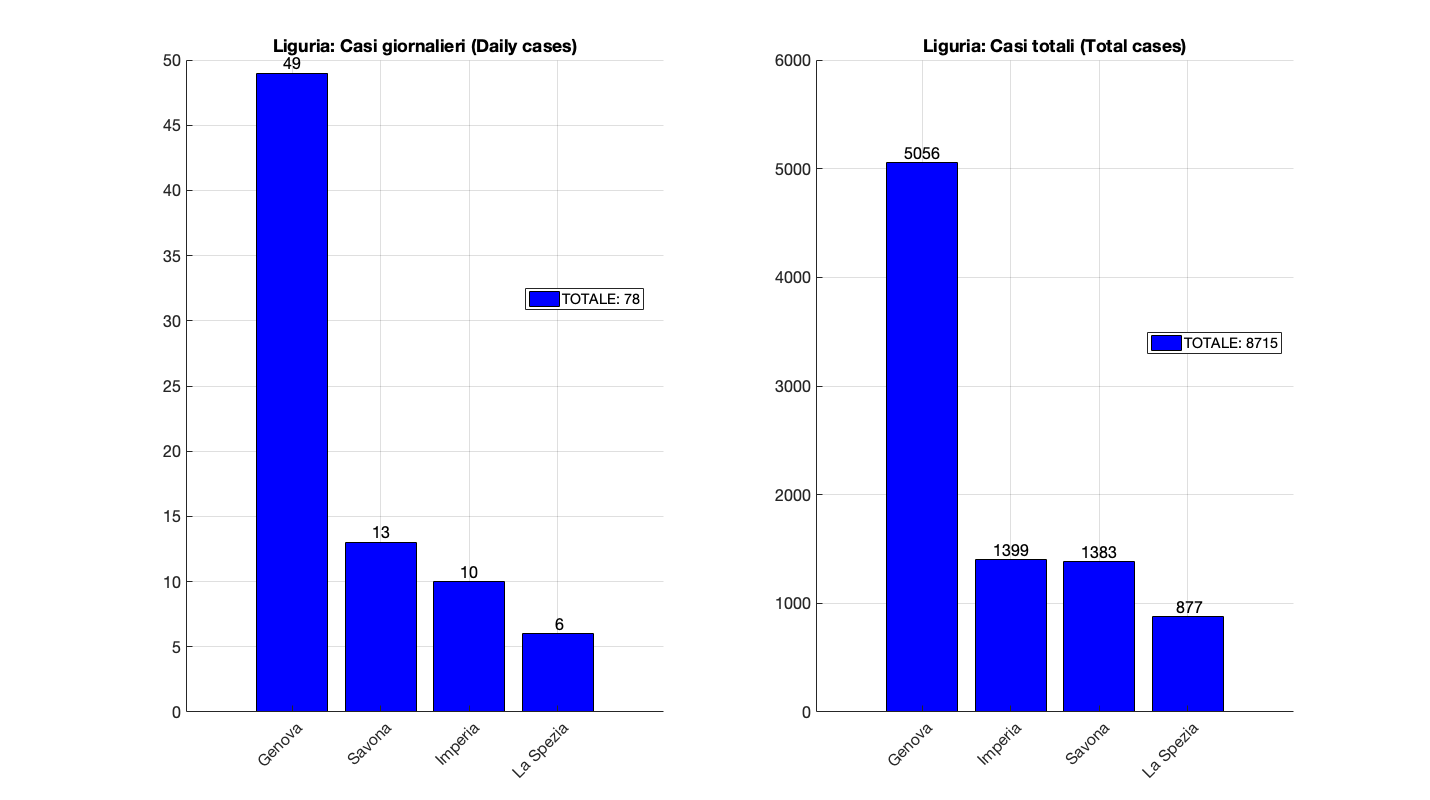 Liguria: Casi giornalieri (Daily cases)
50
45
40
35
30
25
20
15
10
5
0
49
13
10
6
TOTALE: 78
Genova
Savona
Imperia
La Spezia
Liguria: Casi totali (Total cases)
6000
5000
4000
3000
2000
1000
0
5056
1399
1383
877
TOTALE: 8715
Genova
Imperia
Savona
La Spezia